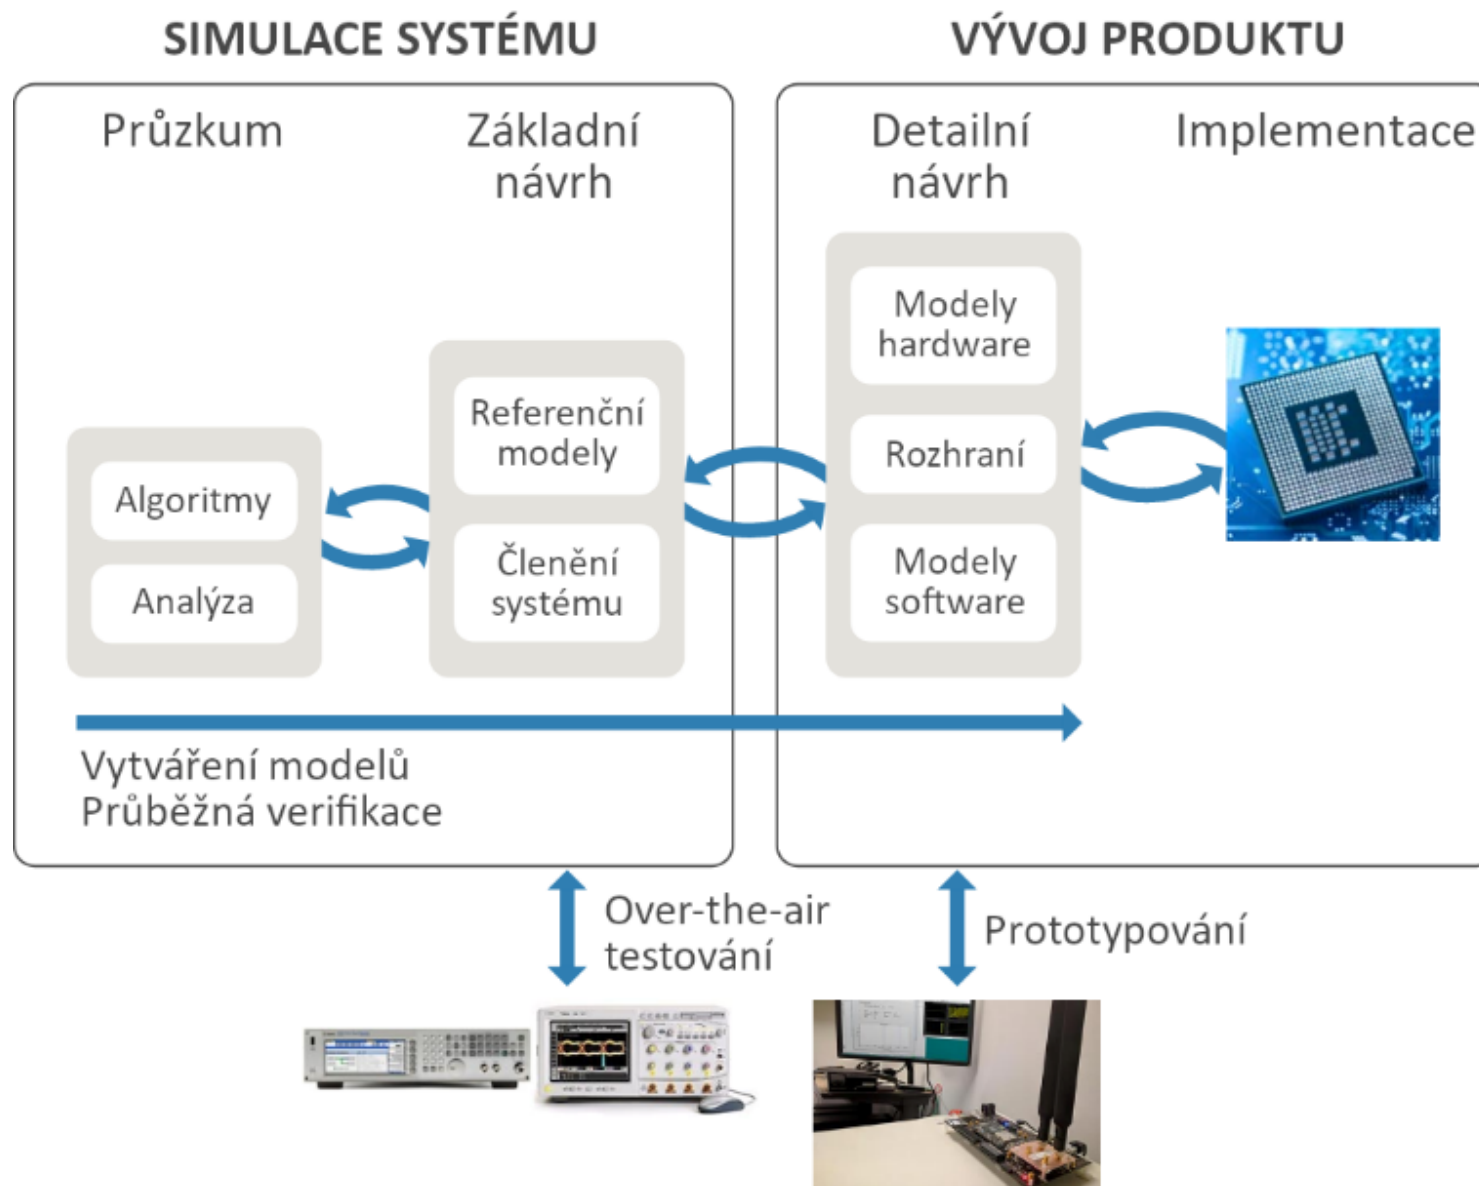 SIMULACE SYSTÉMU
VÝVOJ PRODUKTU
Průzkum
Základní
návrh
Detailní
návrh
Implementace
Algoritmy
Analýza
Referenční
modely
Členění
systému
Modely
hardware
Rozhraní
Modely
software
Vytváření modelů
Průběžná verifikace
Over-the-air
testování
Prototypování